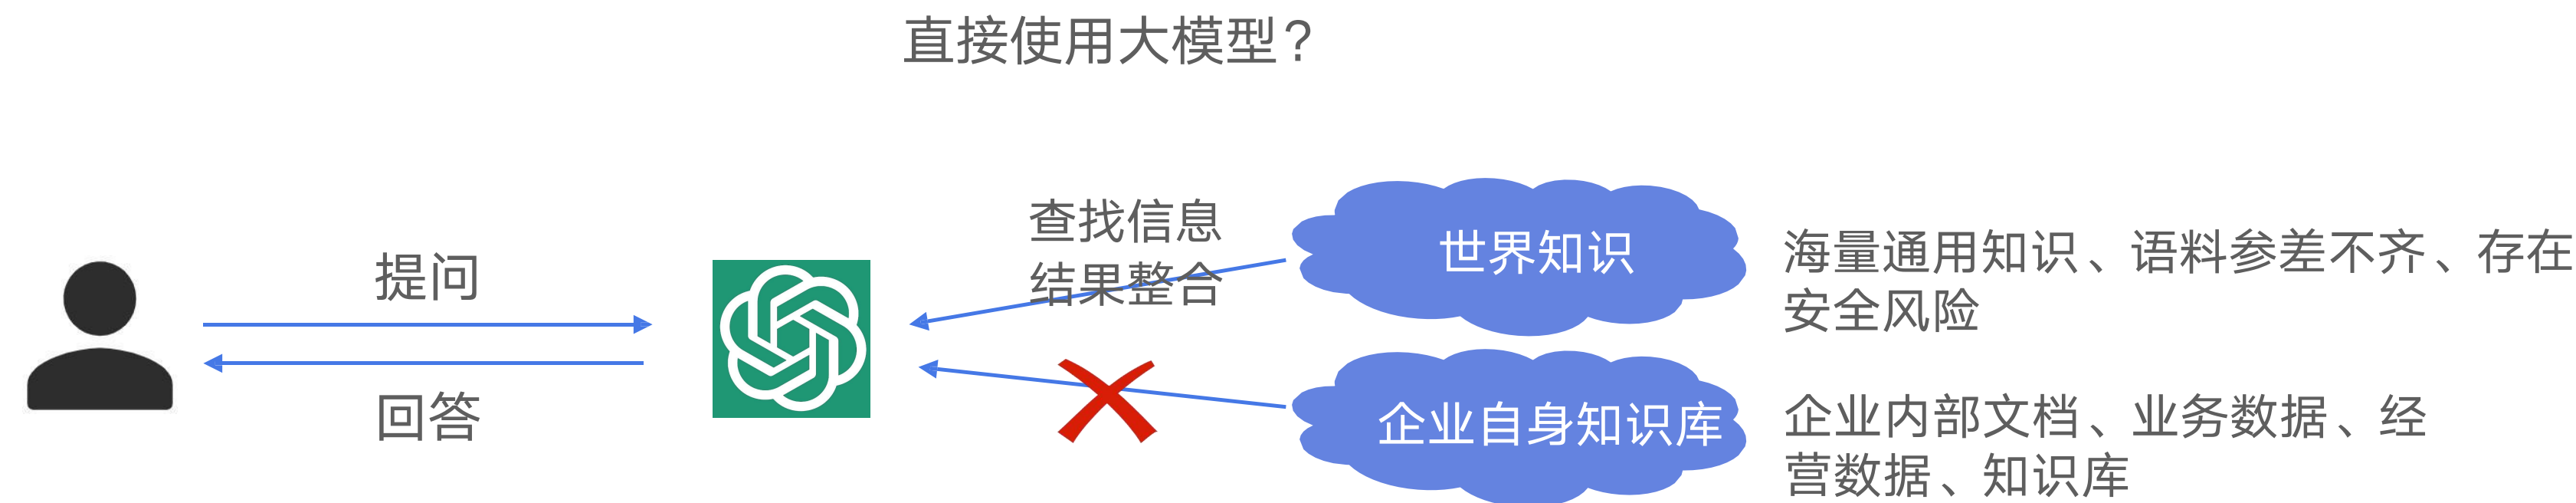 直接使用大模型？
提问
回答
查找信息
结果整合
世界知识
海量通用知识、语料参差不齐、存在
安全风险
企业自身知识库
企业内部文档、业务数据、经
营数据、知识库